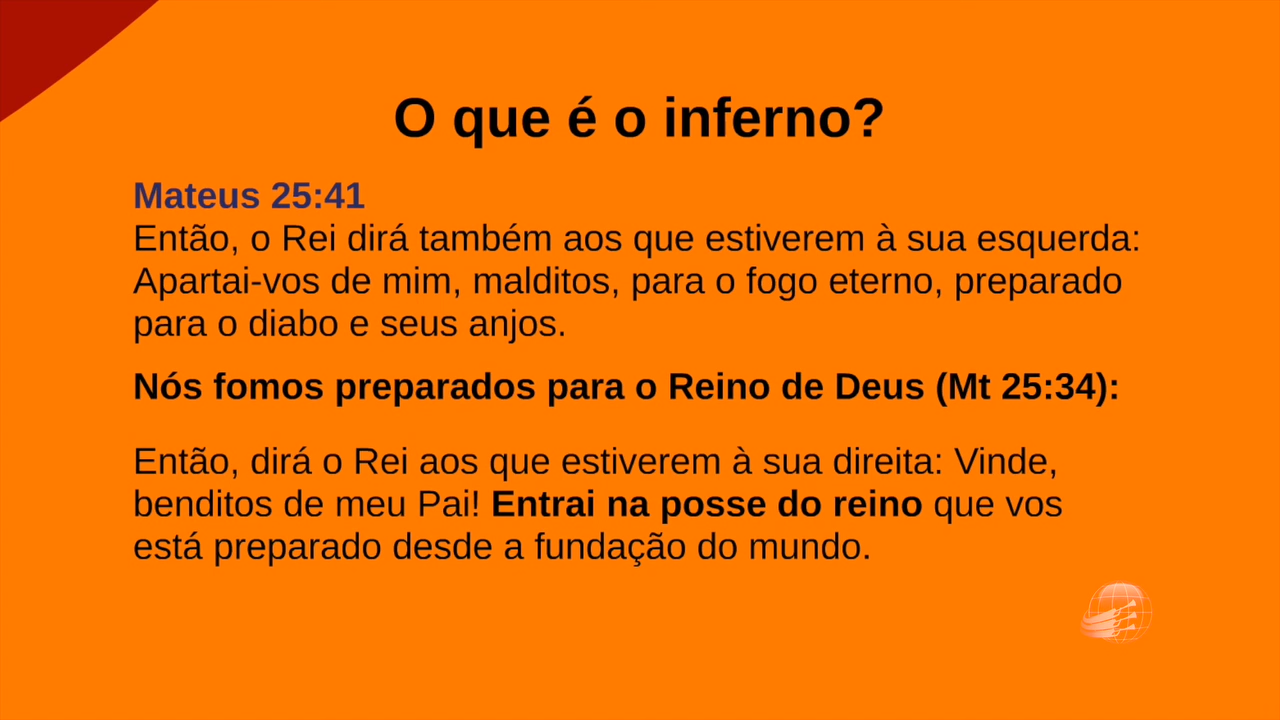 O que é o inferno?
Mateus 25:41
Então, o Rei dirá também aos que estiverem à sua esquerda:
Apartai-vos de mim, malditos, para o fogo eterno, preparado
para o diabo e seus anjos.
Nós fomos preparados para o Reino de Deus (Mt 25:34):
Então, dirá o Rei aos que estiverem à sua direita: Vinde,
benditos de meu Pai! Entrai na posse do reino que vos
está preparado desde a fundação do mundo.